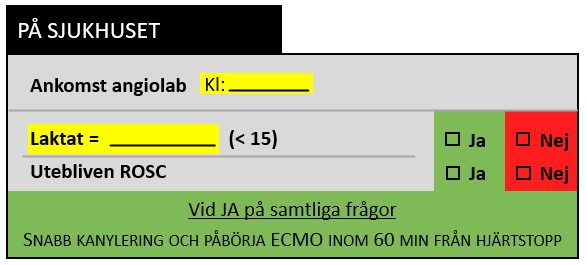 PÅ SJUKHUSET
Ankomst angiolab Kl: __________
Laktat = ____________ (< 15) ☐ Ja ☐ Nej
Utebliven ROSC ☐ Ja ☐ Nej
Vid JA på samtliga frågor
SNABB KANYLERING OCH PÅBÖRJA ECMO INOM 60 MIN FRÅN HJÄRTSTOPP